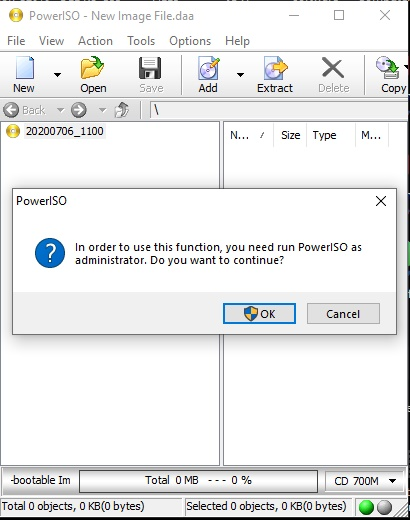 PowerISO - New Image File.daa
File View Action Tools Options Help
New Open Save Add Extract Delete Copy
Back \
20200706_1100
N... Size Type M...
PowerISO
In order to use this function, you need run PowerISO as
administrator. Do you want to continue?
OK Cancel
-bootable Im Total 0 MB --- 0 % CD 700M
Total 0 objects, 0 KB(0 bytes) Selected 0 objects, 0 KB(0 bytes)